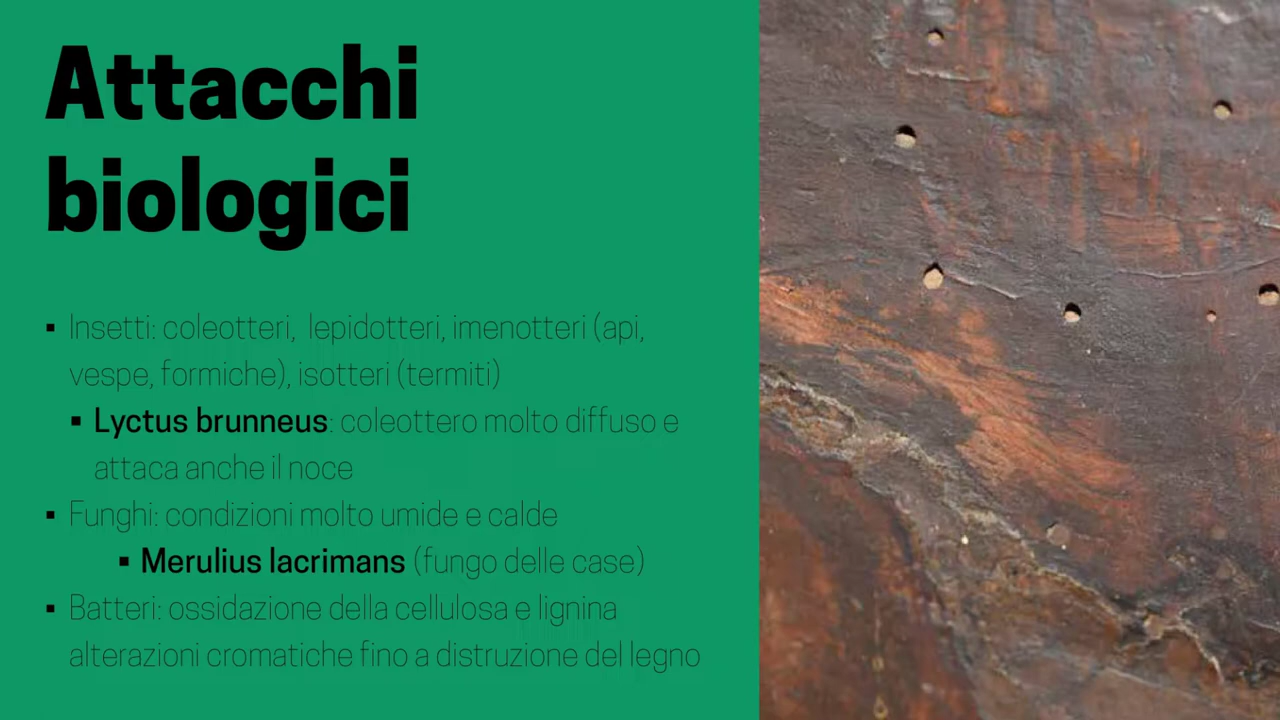 Attacchi
biologici
▪ Insetti: coleotteri, lepidotteri, imenotteri (api,
vespe, formiche), isotteri (termiti)
▪ Lyctus brunneus: coleottero molto diffuso e
attaca anche il noce
▪ Funghi: condizioni molto umide e calde
▪ Merulius lacrimans (fungo delle case)
▪ Batteri: ossidazione della cellulosa e lignina
alterazioni cromatiche fino a distruzione del legno